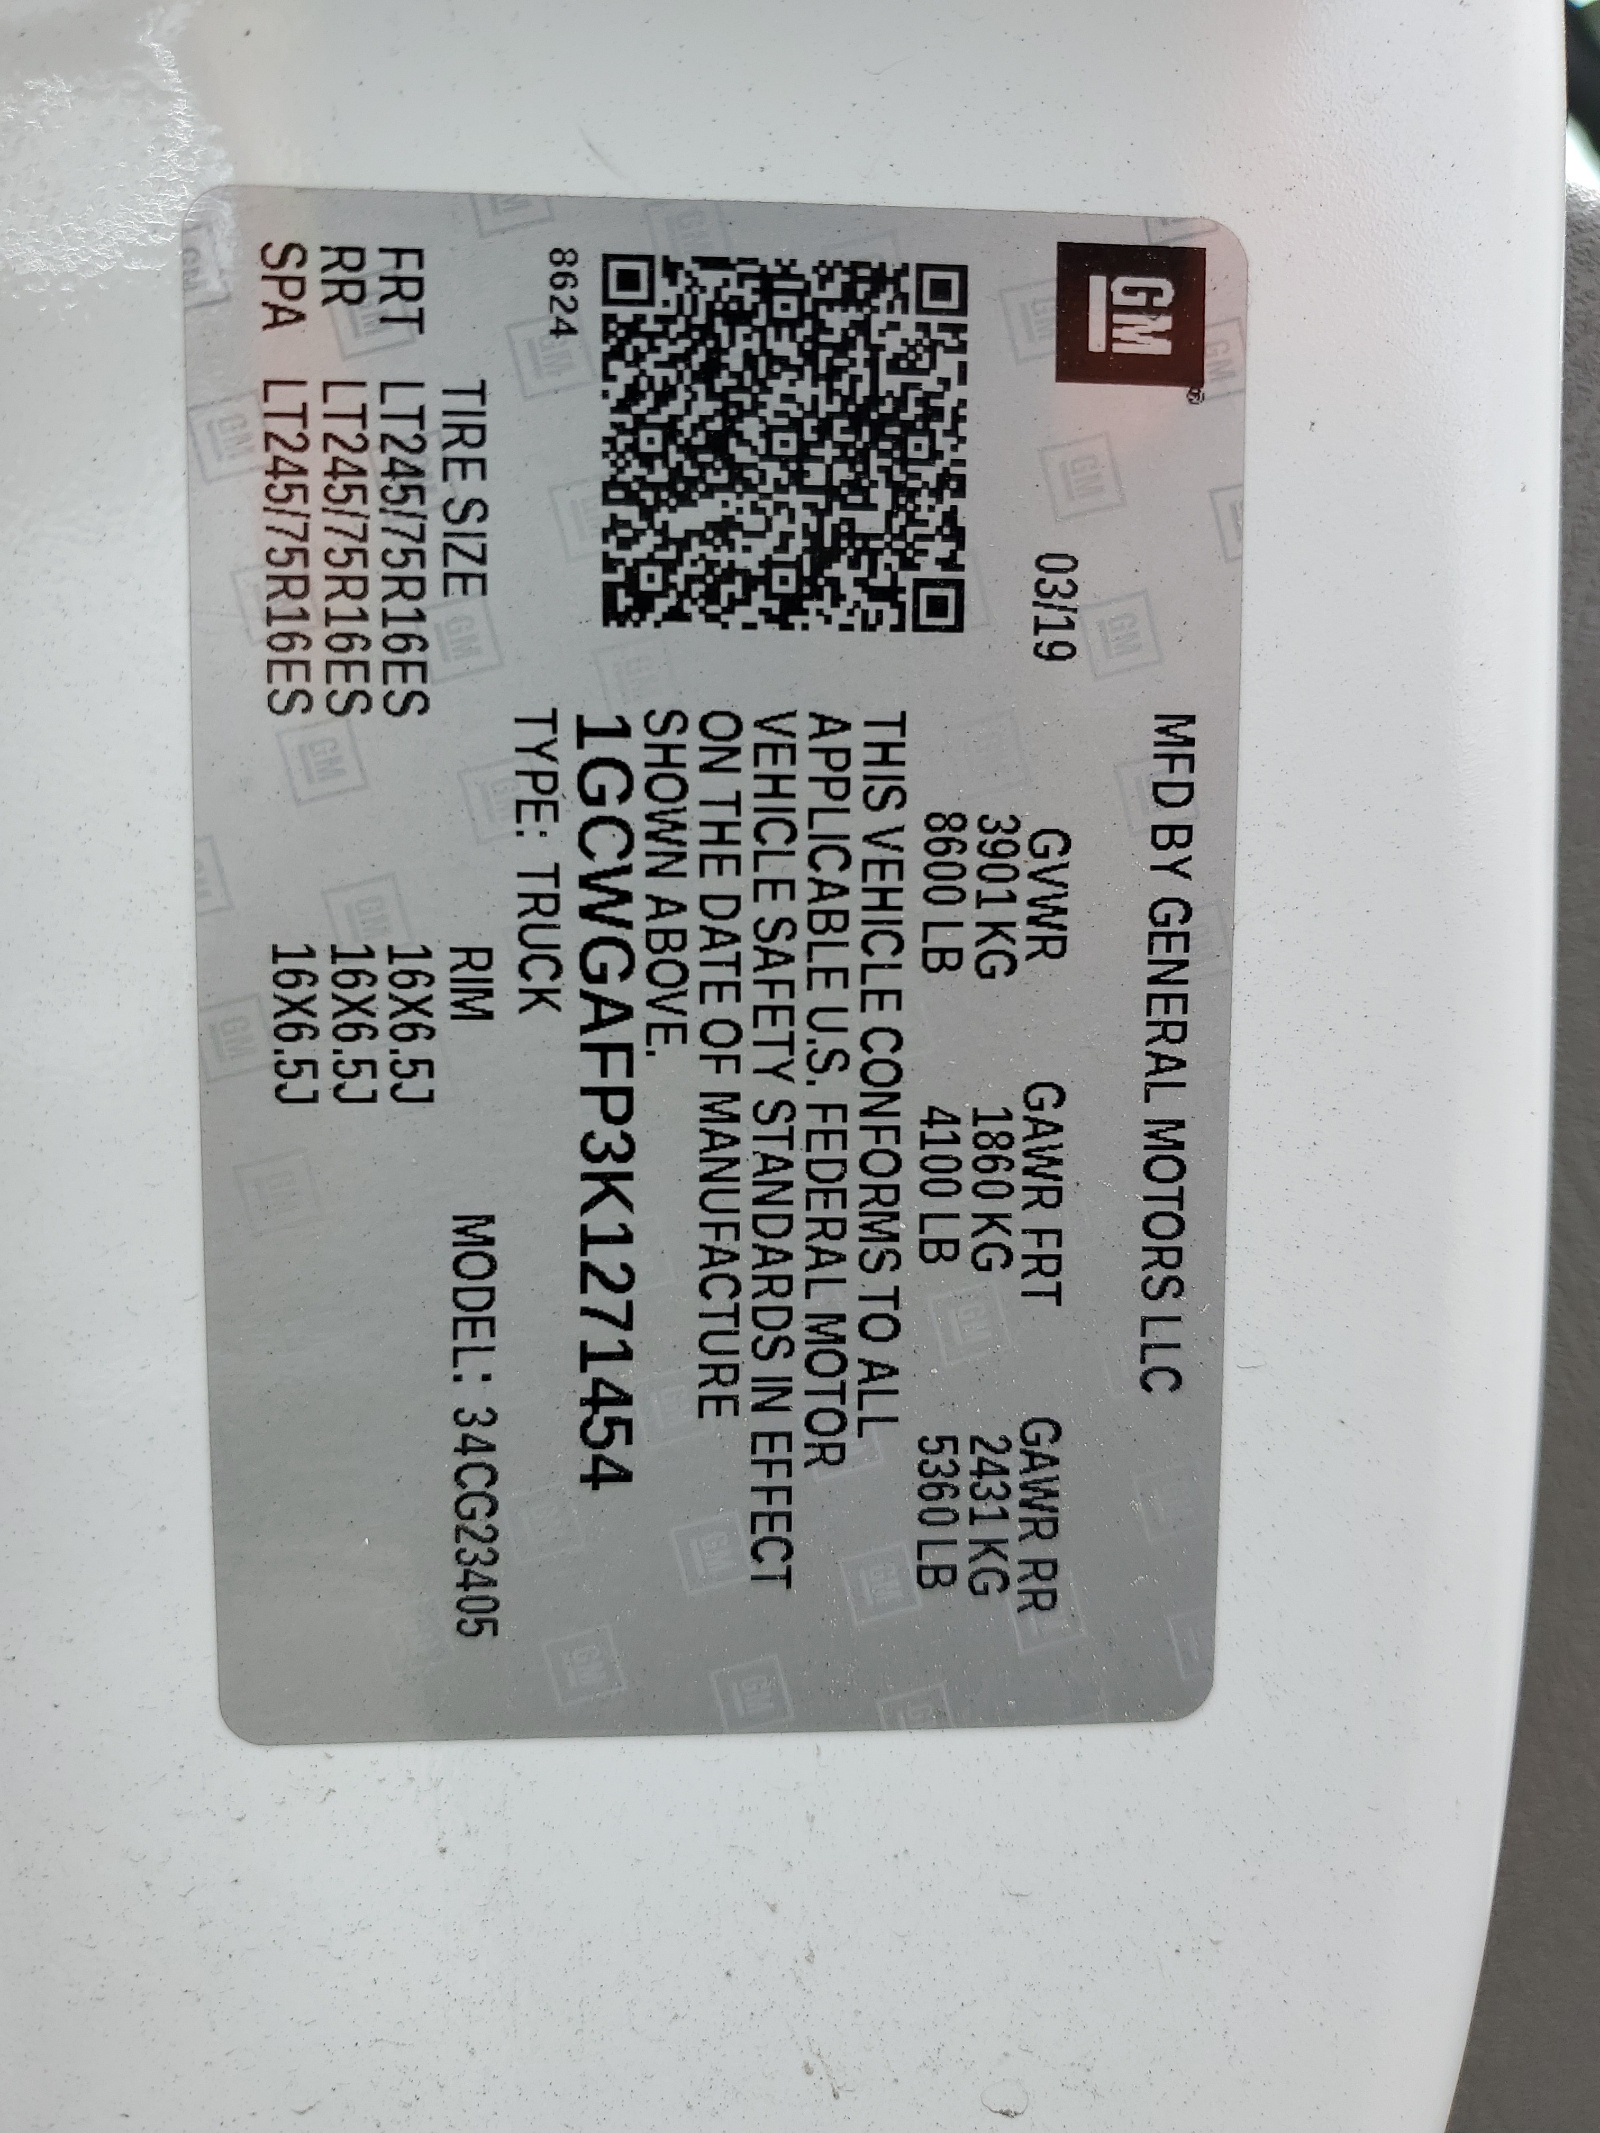 GM®
MFD BY GENERAL MOTORS LLC
03/19
GVWR GAWR FRT GAWR RR
3901 KG 1860 KG 2431 KG
8600 LB 4100 LB 5360 LB
THIS VEHICLE CONFORMS TO ALL
APPLICABLE U.S. FEDERAL MOTOR
VEHICLE SAFETY STANDARDS IN EFFECT
ON THE DATE OF MANUFACTURE
SHOWN ABOVE.
1GCWGAFP3K1271454
8624
TYPE: TRUCK
TIRE SIZE RIM MODEL: 34CG23405
FRT LT245/75R16ES 16X6.5J
RR LT245/75R16ES 16X6.5J
SPA LT245/75R16ES 16X6.5J